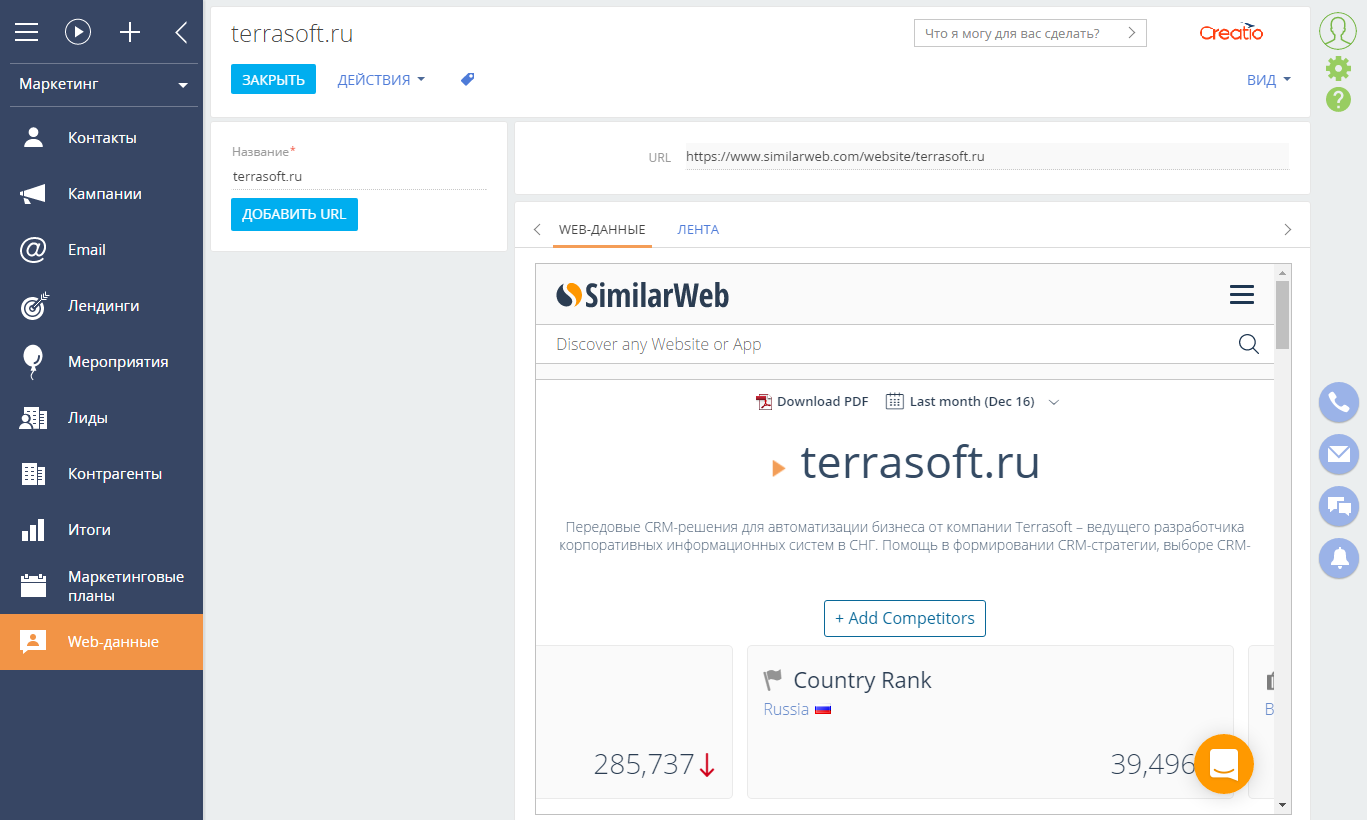 terrasoft.ru
Что я могу для вас сделать?
Creatio
ЗАКРЫТЬ
ДЕЙСТВИЯ
ВИД
Маркетинг
Контакты
Кампании
Email
Лендинги
Мероприятия
Лиды
Контрагенты
Итоги
Маркетинговые
планы
Web-данные
Название*
terrasoft.ru
ДОБАВИТЬ URL
URL https://www.similarweb.com/website/terrasoft.ru
WEB-ДАННЫЕ ЛЕНТА
SimilarWeb
Discover any Website or App
Download PDF Last month (Dec 16)
terrasoft.ru
Передовые CRM-решения для автоматизации бизнеса от компании Terrasoft – ведущего разработчика
корпоративных информационных систем в СНГ. Помощь в формировании CRM-стратегии, выборе CRM-
+ Add Competitors
Country Rank
Russia
B
285,737
39,496